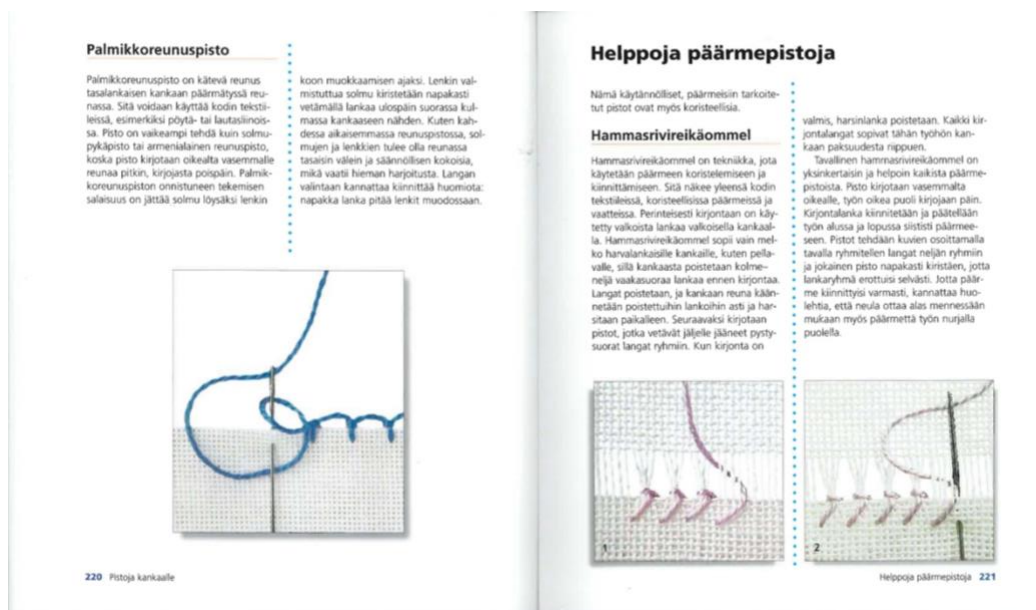 Palmikkoreunuspisto
Palmikkoreunuspisto on kätevä reunus
tasalankaisen kankaan päärmätyssä reu-
nassa. Sitä voidaan käyttää kodin tekstii-
leissä, esimerkiksi pöytä- tai lautasliinois-
sa. Pisto on vaikeampi tehdä kuin solmu-
pykäpisto tai armenialainen reunuspisto,
koska pisto kirjotaan oikealta vasemmalle
reunaa pitkin, kirjojasta poispäin. Palmik-
koreunuspiston onnistuneen tekemisen
salaisuus on jättää solmu löysäksi lenkin
koon muokkaamisen ajaksi. Lenkin val-
mistuttua solmu kiristetään napakasti
vetämällä lankaa ulospäin suorassa kul-
massa kankaaseen nähden. Kuten kah-
dessa aikaisemmassa reunuspistossa, sol-
mujen ja lenkkien tulee olla reunassa
tasaisin välein ja säännöllisen kokoisia,
mikä vaatii hieman harjoitusta. Langan
valintaan kannattaa kiinnittää huomiota:
napakka lanka pitää lenkit muodossaan.
220 Pistoja kankaalle
Helppoja päärmepistoja
Nämä käytännölliset, päärmeisiin tarkoite-
tut pistot ovat myös koristeellisia.
Hammasrivireikäommel
Hammasrivireikäommel on tekniikka, jota
käytetään päärmeen koristelemiseen ja
kiinnittämiseen. Sitä näkee yleensä kodin
tekstiileissä, koristeellisissa päärmeissä ja
vaatteissa. Perinteisesti kirjontaan on käy-
tetty valkoista lankaa valkoisella kankaal-
la. Hammasrivireikäommel sopii vain mel-
ko harvalankaisille kankaille, kuten pella-
valle, sillä kankaasta poistetaan kolme–
neljä vaakasuoraa lankaa ennen kirjontaa.
Langat poistetaan, ja kankaan reuna kään-
netään poistettuihin lankoihin asti ja har-
sitaan paikalleen. Seuraavaksi kirjotaan
pistot, jotka vetävät jäljelle jääneet pysty-
suorat langat ryhmiin. Kun kirjonta on
valmis, harsinlanka poistetaan. Kaikki kir-
jontalangat sopivat tähän työhön kan-
kaan paksuudesta riippuen.
Tavallinen hammasrivireikäommel on
yksinkertaisin ja helpoin kaikista päärme-
pistoista. Pisto kirjotaan vasemmalta
oikealle, työn oikea puoli kirjojaan päin.
Kirjontalanka kiinnitetään ja päätellään
työn alussa ja lopussa siististi päärmee-
seen. Pistot tehdään kuvien osoittamalla
tavalla ryhmitellen langat neljän ryhmiin
ja jokainen pisto napakasti kiristäen, jotta
lankaryhmä erottuisi selvästi. Jotta päär-
me kiinnittyisi varmasti, kannattaa huo-
lehtia, että neula ottaa alas mennessään
mukaan myös päärmettä työn nurjalla
puolella.
1
2
Helppoja päärmepistoja 221